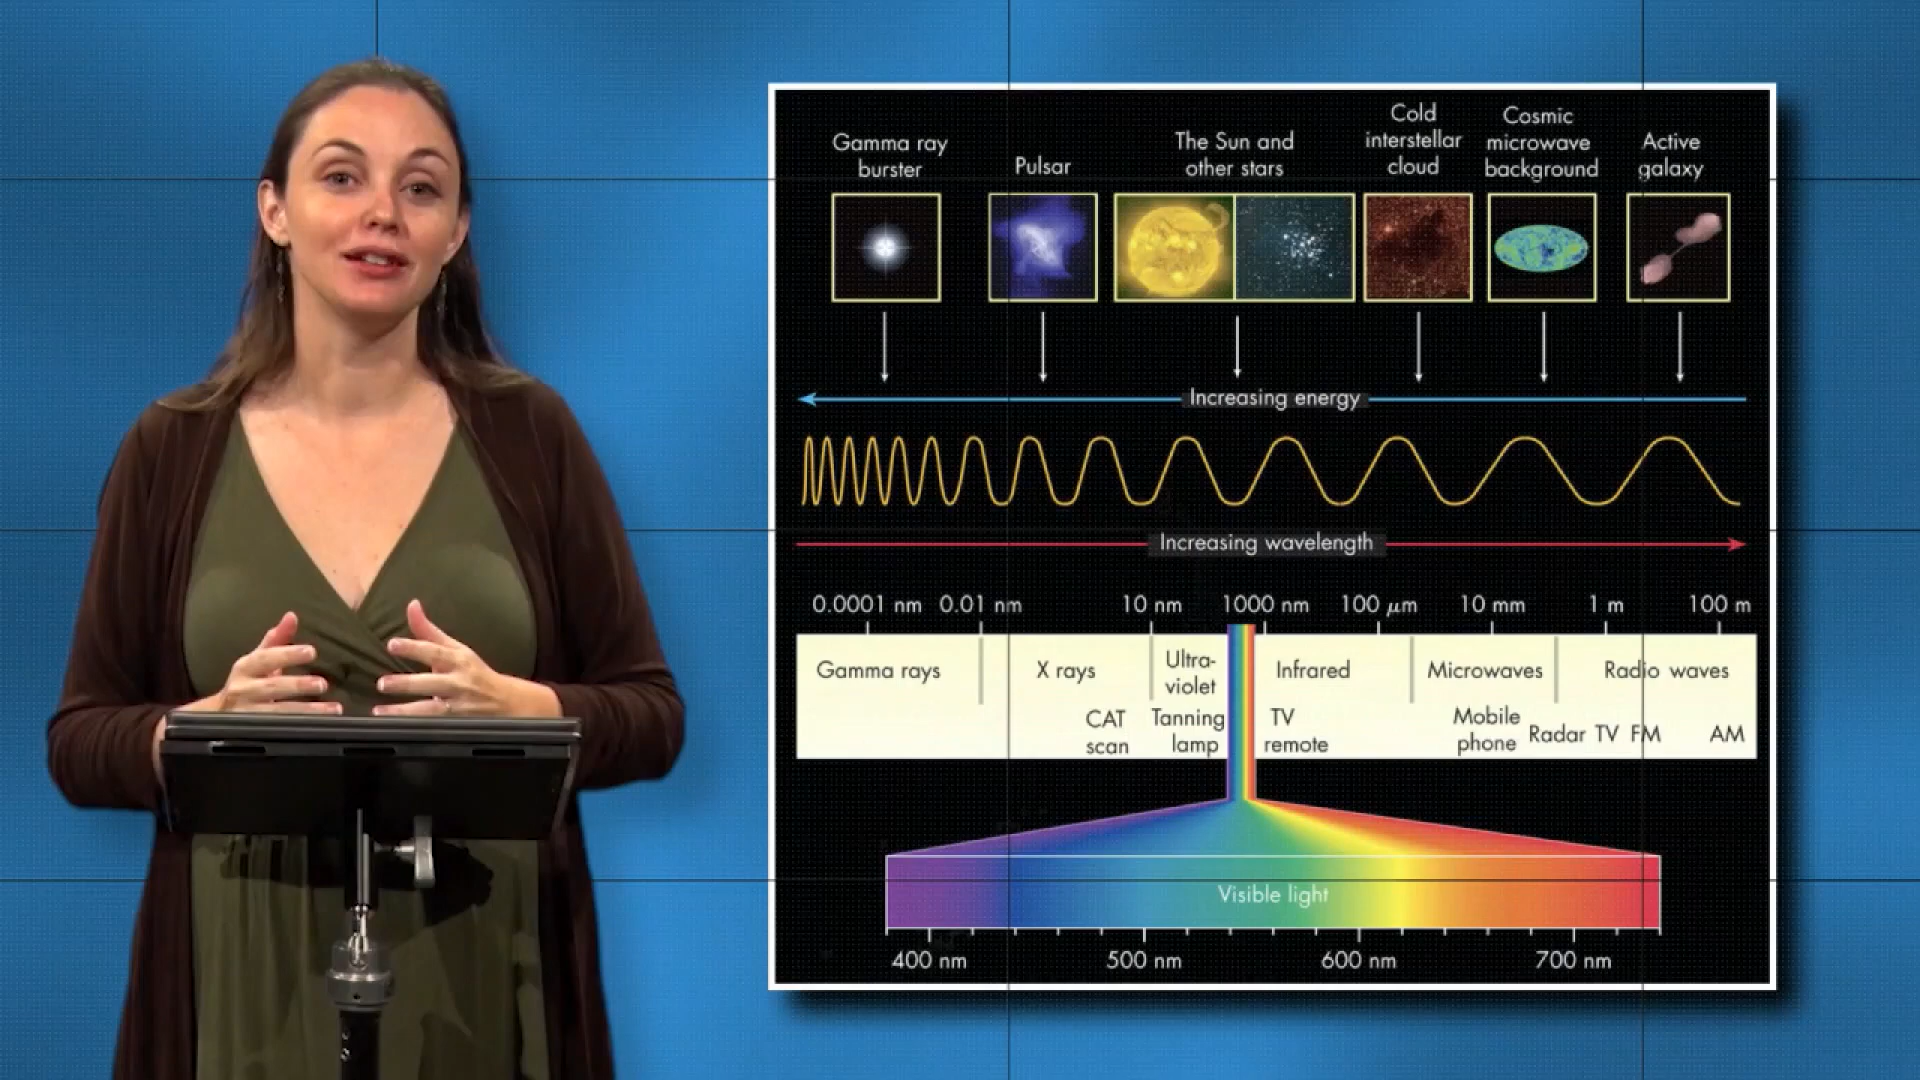 Gamma ray
burster
Pulsar
The Sun and
other stars
Cold
interstellar
cloud
Cosmic
microwave
background
Active
galaxy
Increasing energy
Increasing wavelength
0.0001 nm 0.01 nm 10 nm 1000 nm 100 μm 10 mm 1 m 100 m
Gamma rays
X rays
Ultra-
violet
Infrared
Microwaves
Radio waves
CAT
scan
Tanning
lamp
TV
remote
Mobile
phone
Radar TV FM AM
Visible light
400 nm 500 nm 600 nm 700 nm